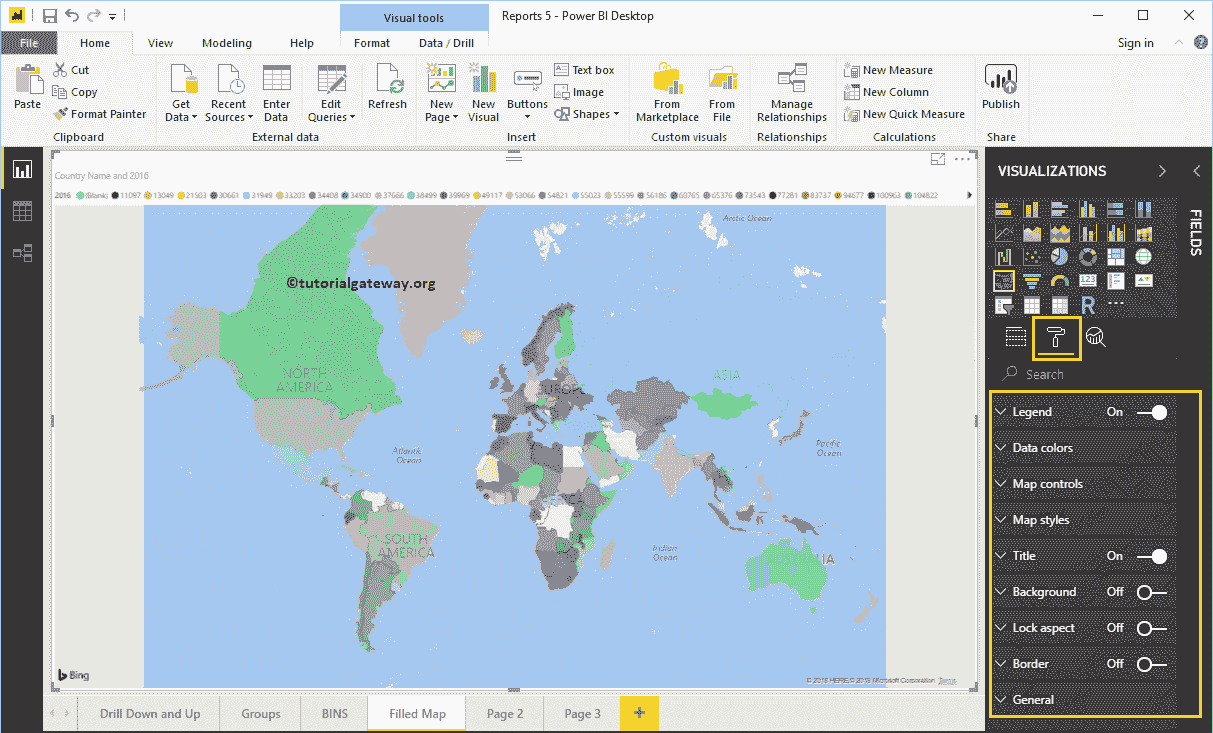 Visual tools
Reports 5 - Power BI Desktop
File
Home
View
Modeling
Help
Format
Data / Drill
Sign in
Paste
Cut
Copy
Format Painter
Clipboard
Get Data
Recent Sources
Enter Data
Edit Queries
Refresh
External data
New Page
New Visual
Buttons
Text box
Image
Shapes
Insert
From Marketplace
From File
Custom visuals
Manage Relationships
Relationships
New Measure
New Column
New Quick Measure
Calculations
Publish
Share
Country Name and 2016
2016 (Blank) 11097 13049 21503 30661 31949 33203 34408 34900 37666 38499 39969 49117 53066 54821 55023 55599 56186 60765 65376 73543 77281 83737 94677 100963 104822
Arctic Ocean
©tutorialgateway.org
NORTH
AMERICA
EUROPE
ASIA
Atlantic
Ocean
Pacific
Ocean
AFRICA
SOUTH
AMERICA
Indian
Ocean
AUSTRALIA
Bing
© 2018 HERE, © 2018 Microsoft Corporation Terms
VISUALIZATIONS
FIELDS
123
R
Search
Legend On
Data colors
Map controls
Map styles
Title On
Background Off
Lock aspect Off
Border Off
General
Drill Down and Up
Groups
BINS
Filled Map
Page 2
Page 3